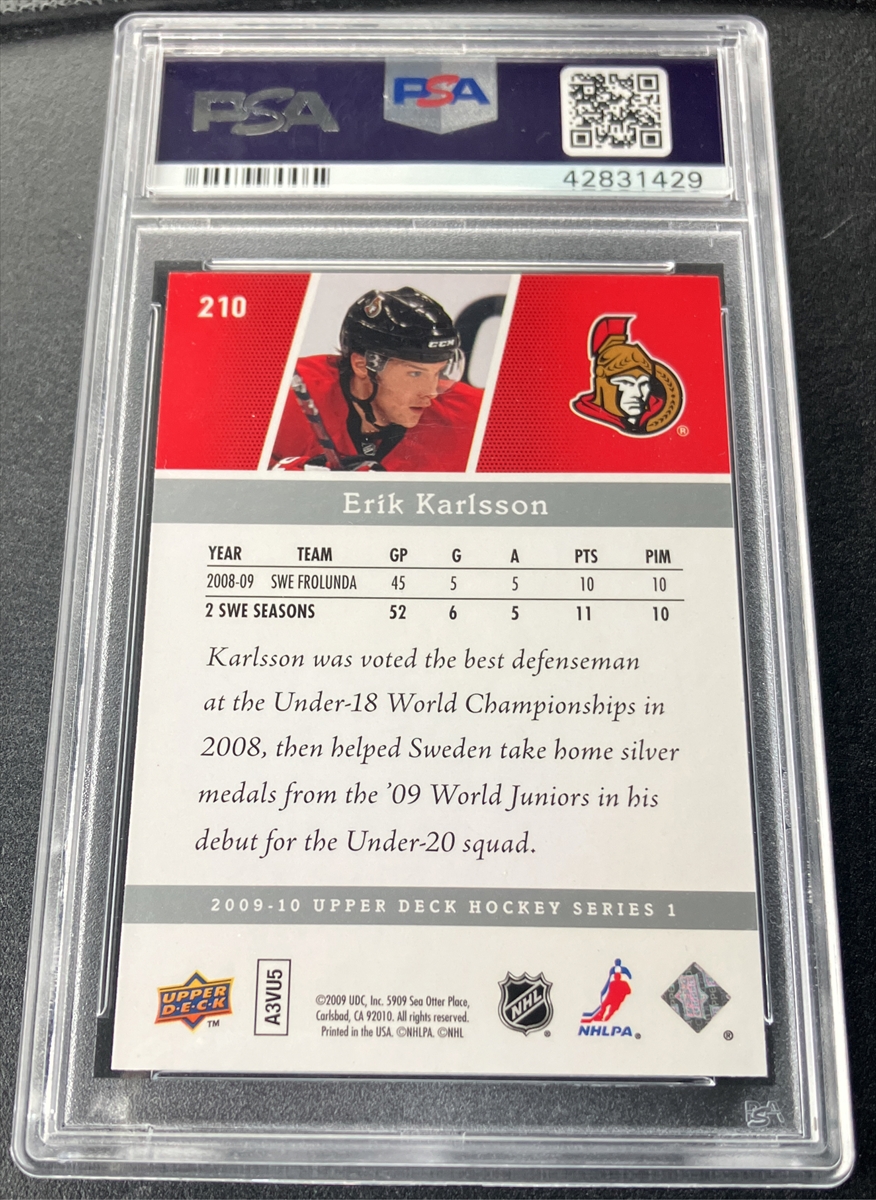 PSA PSA
42831429
210
CCM
®
Erik Karlsson
YEAR TEAM GP G A PTS PIM
2008-09 SWE FROLUNDA 45 5 5 10 10
2 SWE SEASONS 52 6 5 11 10
Karlsson was voted the best defenseman
at the Under-18 World Championships in
2008, then helped Sweden take home silver
medals from the ’09 World Juniors in his
debut for the Under-20 squad.
2009-10 UPPER DECK HOCKEY SERIES 1
UPPER
DECK
TM
A3VU5
©2009 UDC, Inc. 5909 Sea Otter Place,
Carlsbad, CA 92010. All rights reserved.
Printed in the USA. ©NHLPA. ©NHL
NHL
®
NHLPA®
®
PSA